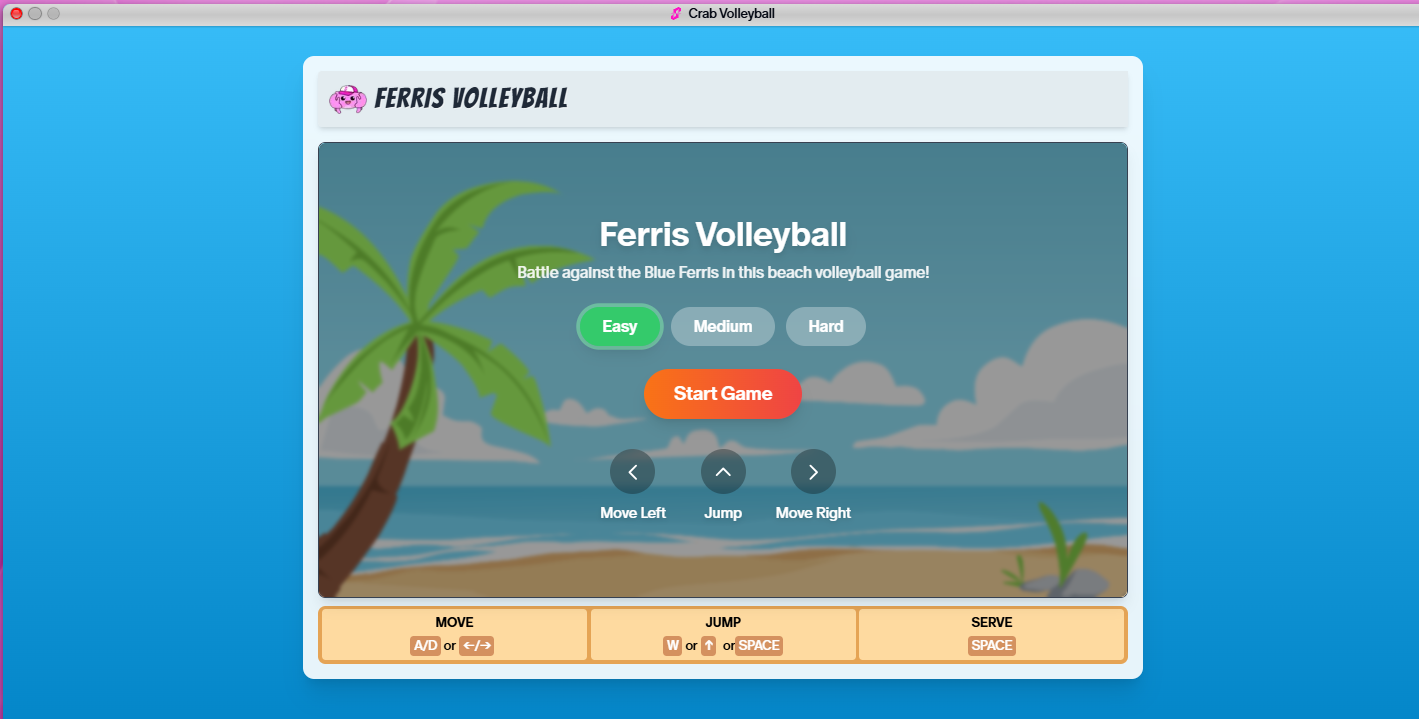 Crab Volleyball
FERRIS VOLLEYBALL
Ferris Volleyball
Battle against the Blue Ferris in this beach volleyball game!
Easy Medium Hard
Start Game
Move Left Jump Move Right
MOVE JUMP SERVE
A/D or ←/→ W or ↑ or SPACE SPACE